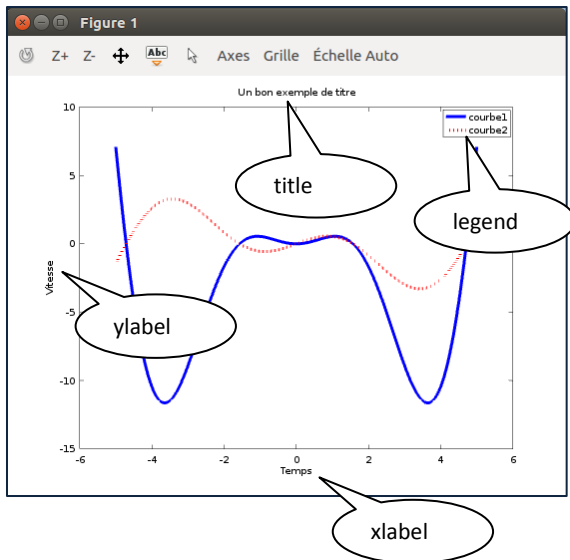 Figure 1
Z+ Z- Abc Axes Grille Échelle Auto
Un bon exemple de titre
10
courbe1
courbe2
5
title
legend
0
Vitesse
-5
ylabel
-10
-15
-6 -4 -2 0 2 4 6
Temps
xlabel